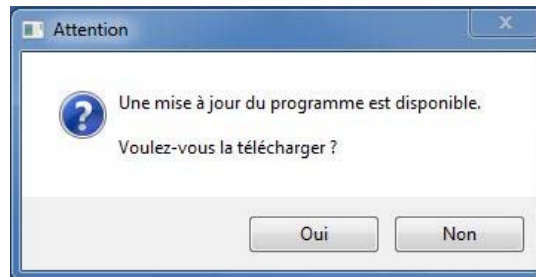 Attention
Une mise à jour du programme est disponible.
Voulez-vous la télécharger ?
Oui
Non